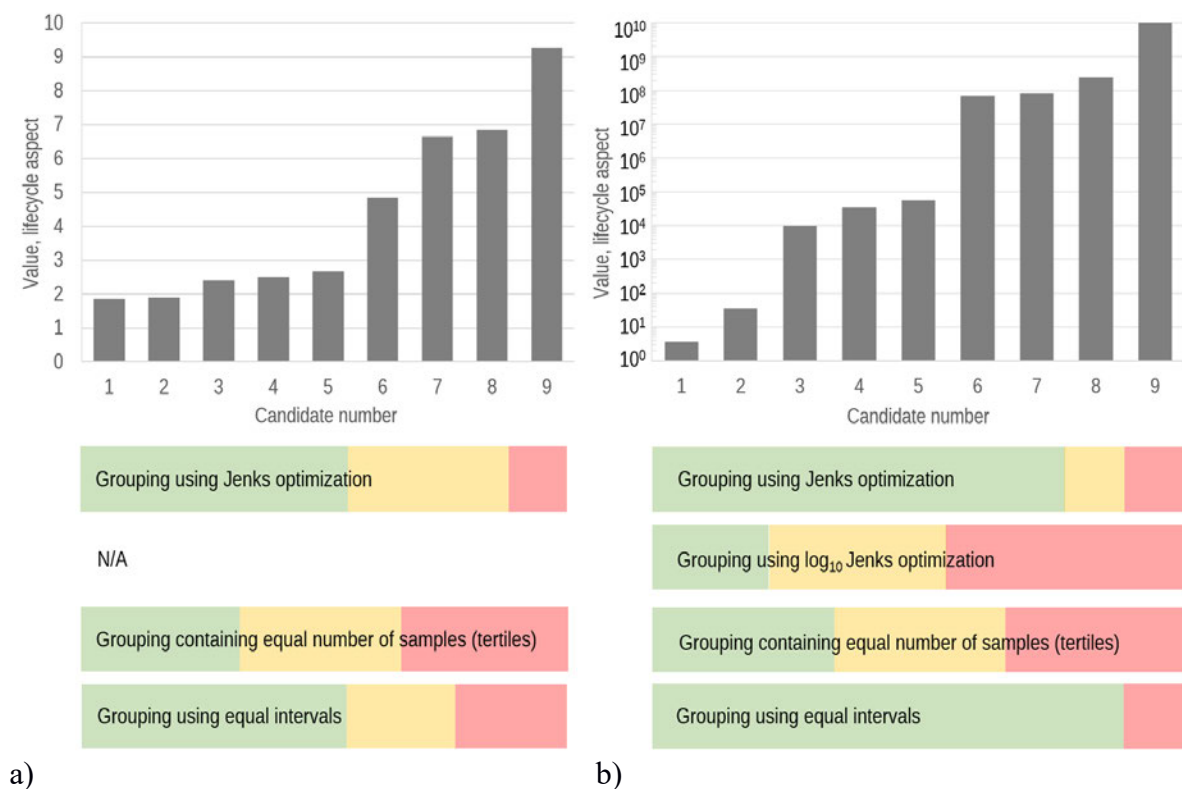 10
9
8
7
6
5
4
3
2
1
0
Value, lifecycle aspect
1 2 3 4 5 6 7 8 9
Candidate number
Grouping using Jenks optimization
N/A
Grouping containing equal number of samples (tertiles)
Grouping using equal intervals
a)
10¹⁰
10⁹
10⁸
10⁷
10⁶
10⁵
10⁴
10³
10²
10¹
10⁰
Value, lifecycle aspect
1 2 3 4 5 6 7 8 9
Candidate number
Grouping using Jenks optimization
Grouping using log₁₀ Jenks optimization
Grouping containing equal number of samples (tertiles)
Grouping using equal intervals
b)